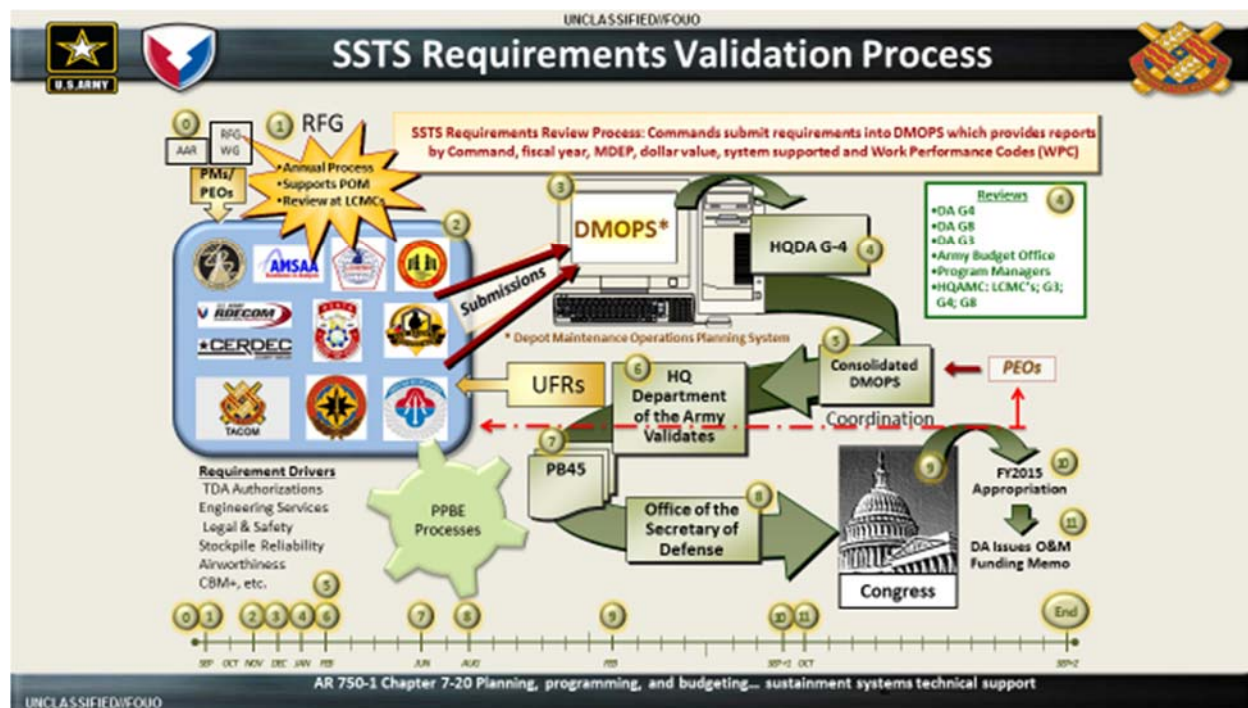 UNCLASSIFIED//FOUO
SSTS Requirements Validation Process
U.S.ARMY
0
AAR
RFG
WG
1
RFG
PMs/
PEOs
•Annual Process
•Supports POM
•Review at LCMCs
SSTS Requirements Review Process: Commands submit requirements into DMOPS which provides reports
by Command, fiscal year, MDEP, dollar value, system supported and Work Performance Codes (WPC)
2
AMSAA
RDECOM
★CERDEC
TACOM
Submissions
3
DMOPS*
* Depot Maintenance Operations Planning System
HQDA G-4
4
Reviews
4
•DA G4
•DA G8
•DA G3
•Army Budget Office
•Program Managers
•HQAMC: LCMC's; G3;
G4; G8
5
Consolidated
DMOPS
PEOs
Coordination
6
HQ
Department
of the Army
Validates
UFRs
7
PB45
8
Office of the
Secretary of
Defense
9
Congress
FY2015
Appropriation
10
11
DA Issues O&M
Funding Memo
Requirement Drivers
TDA Authorizations
Engineering Services
Legal & Safety
Stockpile Reliability
Airworthiness
CBM+, etc.
PPBE
Processes
5
0 1 2 3 4 6 7 8 9 10 11 End
SEP OCT NOV DEC JAN FEB JUN AUG FEB SEP+1 OCT SEP+2
AR 750-1 Chapter 7-20 Planning, programming, and budgeting... sustainment systems technical support
UNCLASSIFIED//FOUO